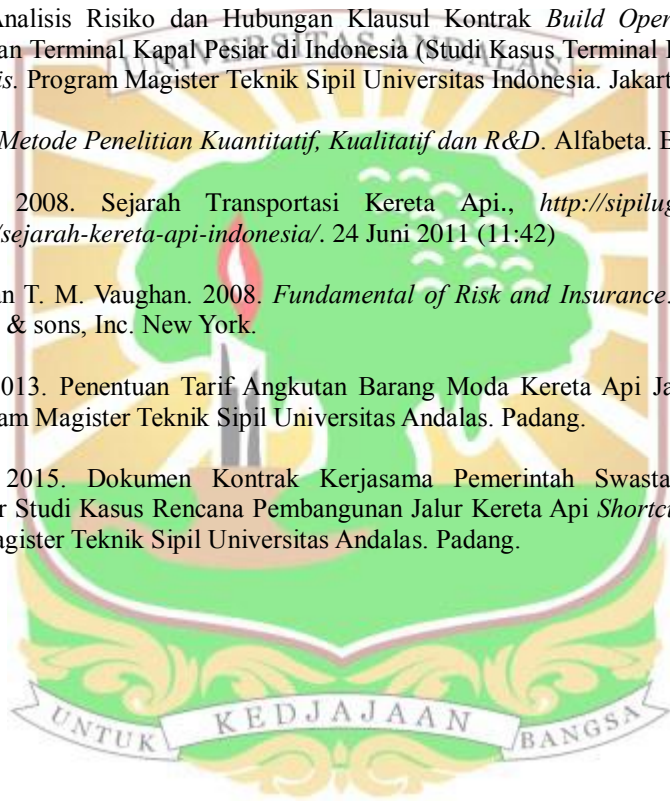 Analisis Risiko dan Hubungan Klausul Kontrak Build Oper
an Terminal Kapal Pesiar di Indonesia (Studi Kasus Terminal
UNIVERSITAS ANDALAS
is. Program Magister Teknik Sipil Universitas Indonesia. Jakart
Metode Penelitian Kuantitatif, Kualitatif dan R&D. Alfabeta. B
2008. Sejarah Transportasi Kereta Api., http://sipilug
/sejarah-kereta-api-indonesia/. 24 Juni 2011 (11:42)
an T. M. Vaughan. 2008. Fundamental of Risk and Insurance.
& sons, Inc. New York.
013. Penentuan Tarif Angkutan Barang Moda Kereta Api Ja
am Magister Teknik Sipil Universitas Andalas. Padang.
2015. Dokumen Kontrak Kerjasama Pemerintah Swasta
r Studi Kasus Rencana Pembangunan Jalur Kereta Api Shortc
agister Teknik Sipil Universitas Andalas. Padang.
UNTUK KEDJAJAAN BANGSA